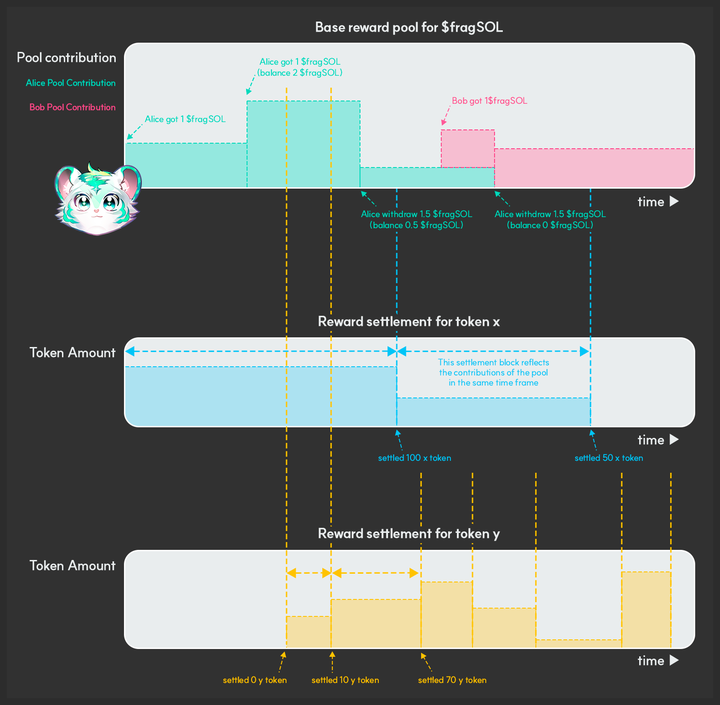 Base reward pool for $fragSOL
Pool contribution
Alice Pool Contribution
Bob Pool Contribution
Alice got 1 $fragSOL
Alice got 1 $fragSOL
(balance 2 $fragSOL)
Bob got 1$fragSOL
time
Alice withdraw 1.5 $fragSOL
(balance 0.5 $fragSOL)
Alice withdraw 1.5 $fragSOL
(balance 0 $fragSOL)
Reward settlement for token x
Token Amount
This settlement block reflects
the contributions of the pool
in the same time frame
time
settled 100 x token
settled 50 x token
Reward settlement for token y
Token Amount
time
settled 0 y token
settled 10 y token
settled 70 y token